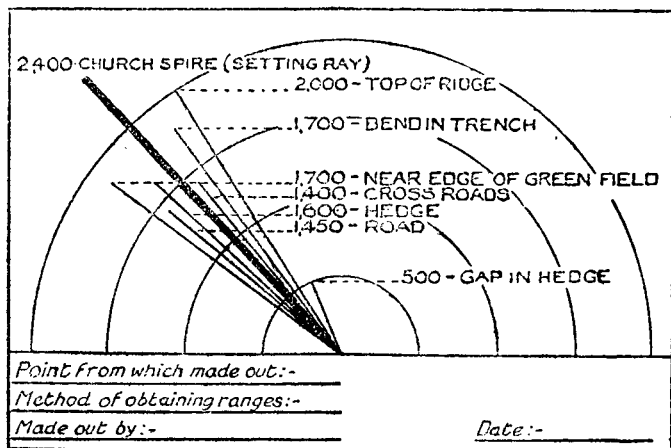 2,400-CHURCH SPIRE (SETTING RAY)
2,000-TOP OF RIDGE
1,700-BEND IN TRENCH
1,700-NEAR EDGE OF GREEN FIELD
1,400-CROSS ROADS
1,600-HEDGE
1,450-ROAD
500-GAP IN HEDGE
Point from which made out:-
Method of obtaining ranges:-
Made out by:- Date:-